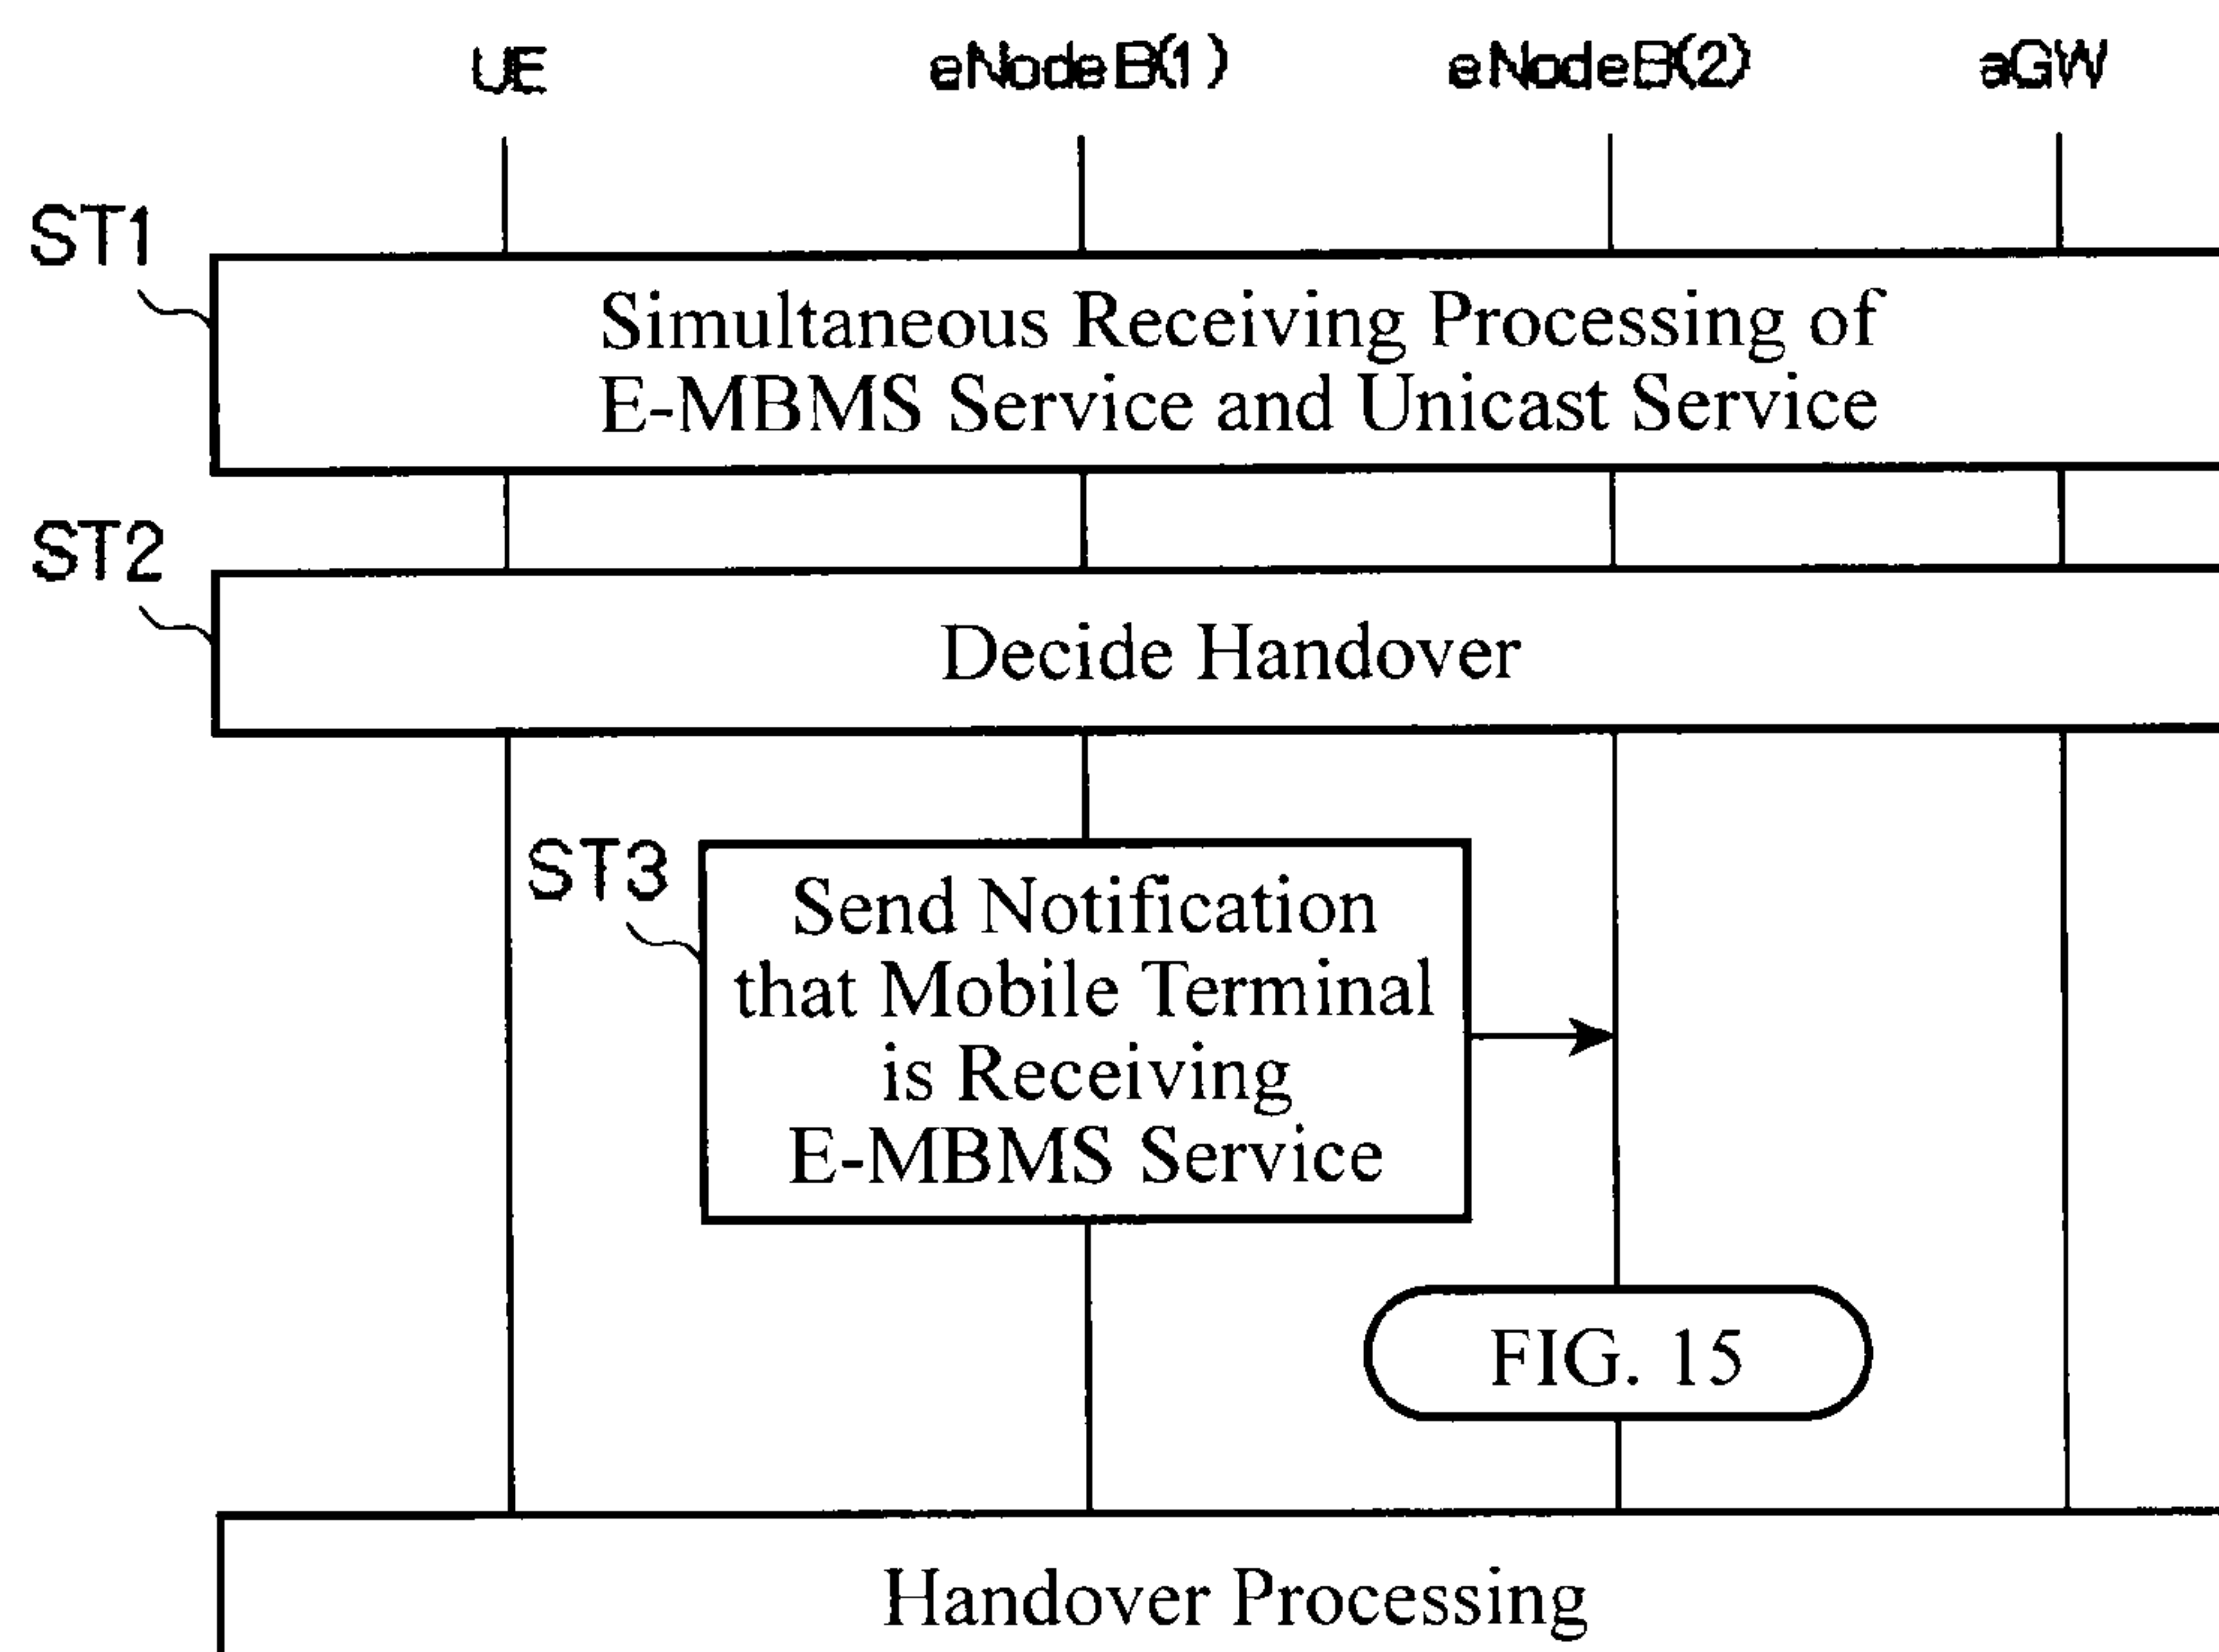 UE eNodeB(1) eNodeB(2) aGW
ST1
Simultaneous Receiving Processing of
E-MBMS Service and Unicast Service
ST2
Decide Handover
ST3
Send Notification
that Mobile Terminal
is Receiving
E-MBMS Service
FIG. 15
Handover Processing